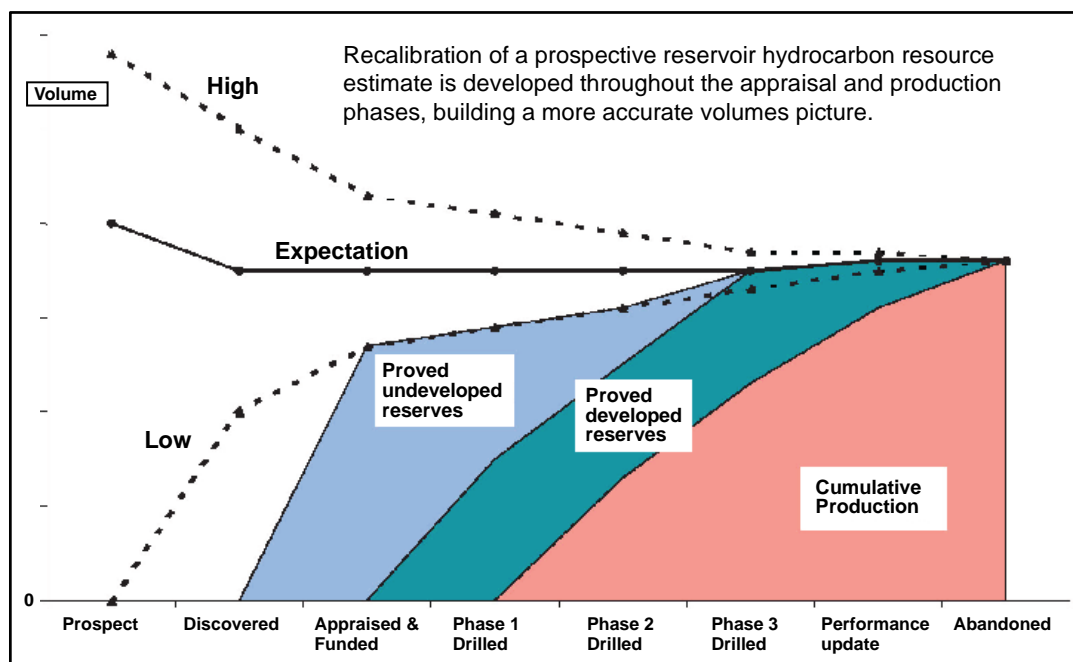 Recalibration of a prospective reservoir hydrocarbon resource
estimate is developed throughout the appraisal and production
phases, building a more accurate volumes picture.
Volume
High
Expectation
Low
Proved
undeveloped
reserves
Proved
developed
reserves
Cumulative
Production
0
Prospect
Discovered
Appraised &
Funded
Phase 1
Drilled
Phase 2
Drilled
Phase 3
Drilled
Performance
update
Abandoned